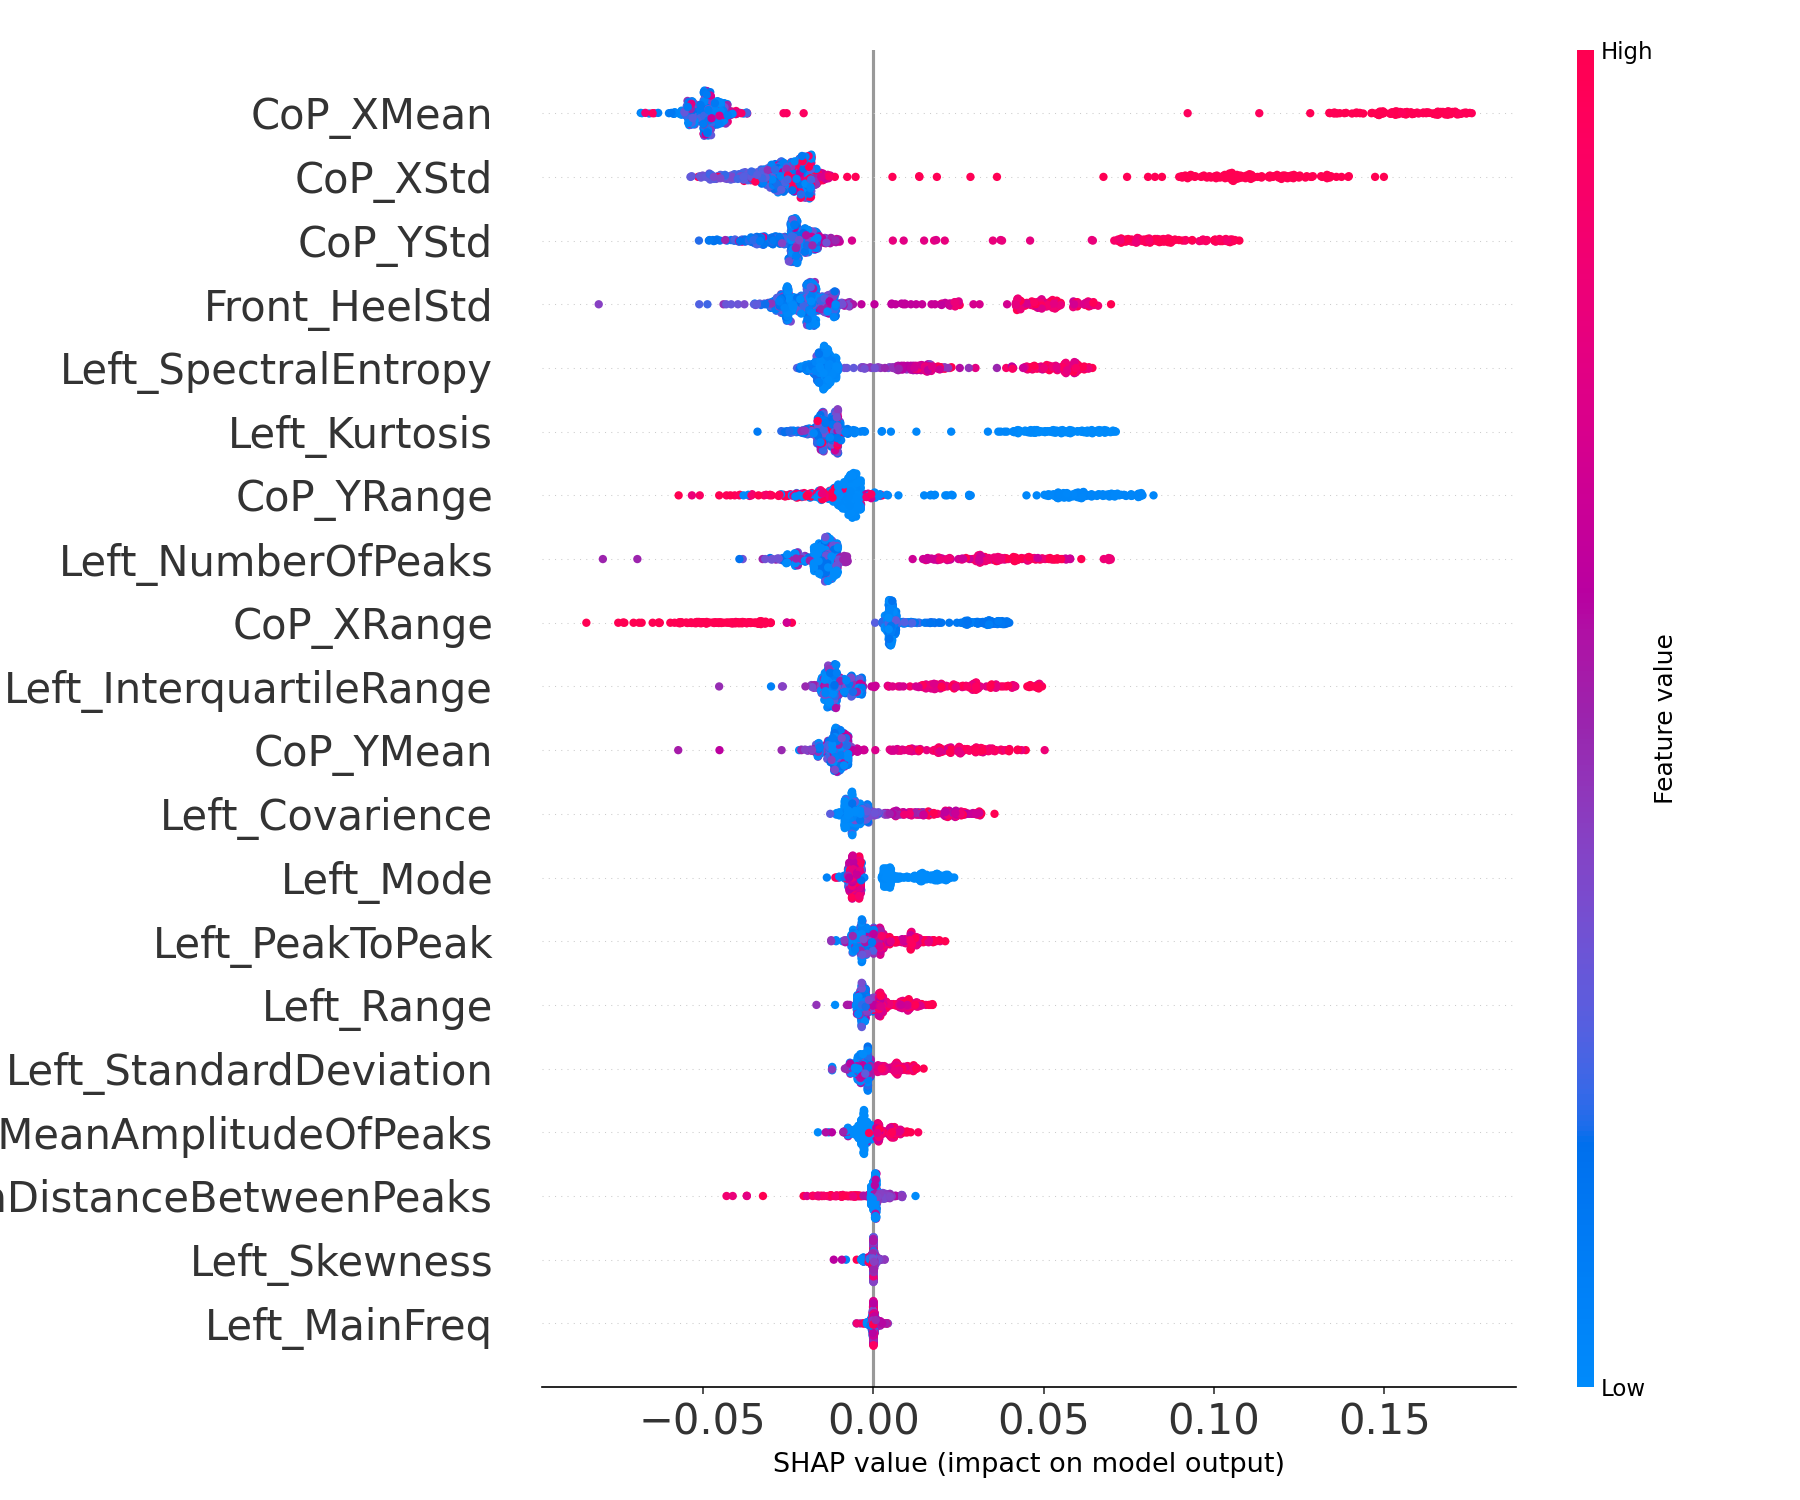 High
CoP_XMean
CoP_XStd
CoP_YStd
Front_HeelStd
Left_SpectralEntropy
Left_Kurtosis
CoP_YRange
Left_NumberOfPeaks
CoP_XRange
Left_InterquartileRange
CoP_YMean
Left_Covarience
Left_Mode
Left_PeakToPeak
Left_Range
Left_StandardDeviation
MeanAmplitudeOfPeaks
DistanceBetweenPeaks
Left_Skewness
Left_MainFreq
Feature value
Low
−0.05 0.00 0.05 0.10 0.15
SHAP value (impact on model output)